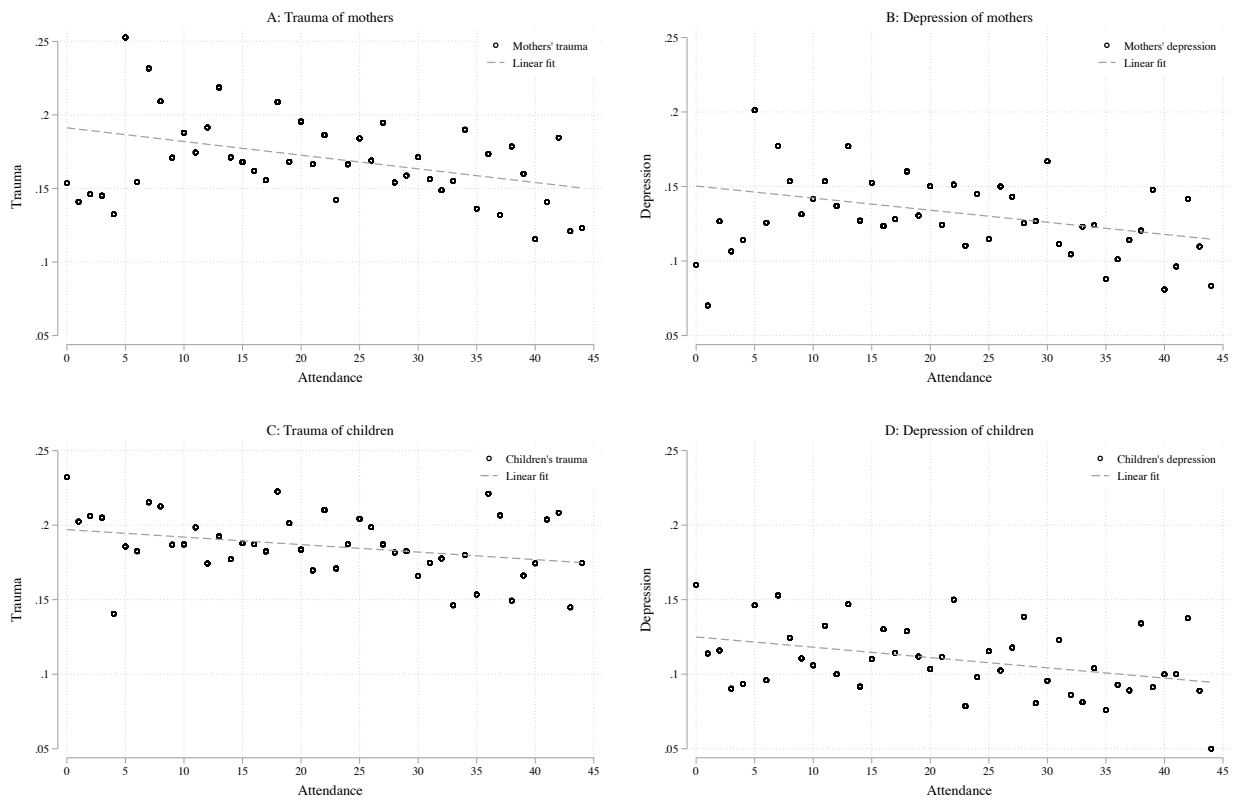 A: Trauma of mothers
.25
.2
.15
.1
.05
Trauma
Mothers' trauma
Linear fit
0 5 10 15 20 25 30 35 40 45
Attendance
B: Depression of mothers
.25
.2
.15
.1
.05
Depression
Mothers' depression
Linear fit
0 5 10 15 20 25 30 35 40 45
Attendance
C: Trauma of children
.25
.2
.15
.1
.05
Trauma
Children's trauma
Linear fit
0 5 10 15 20 25 30 35 40 45
Attendance
D: Depression of children
.25
.2
.15
.1
.05
Depression
Children's depression
Linear fit
0 5 10 15 20 25 30 35 40 45
Attendance